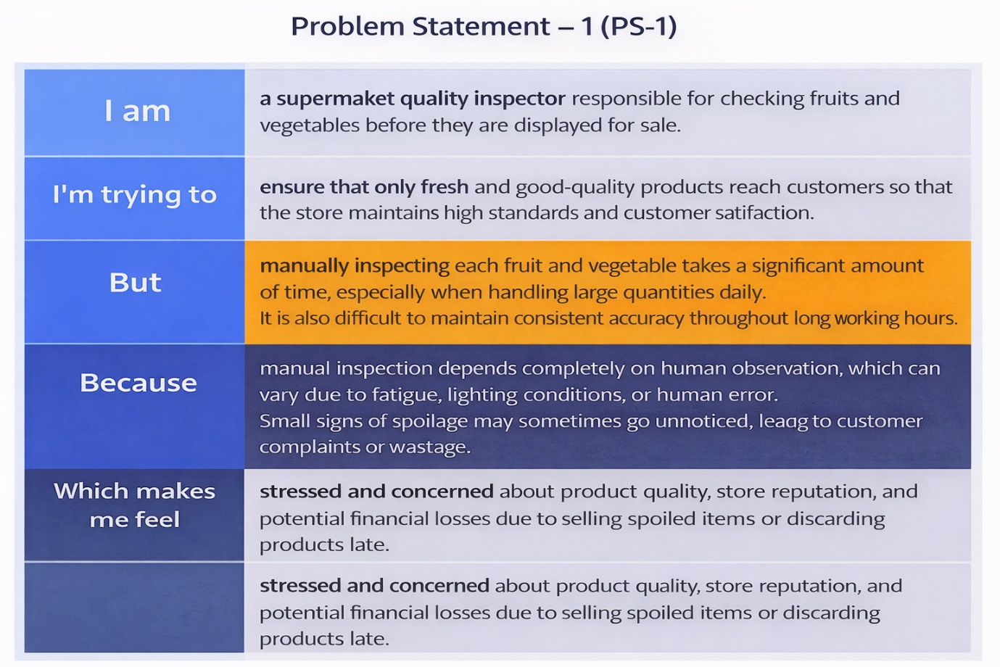 Problem Statement – 1 (PS-1)
I am
a supermaket quality inspector responsible for checking fruits and
vegetables before they are displayed for sale.
I'm trying to
ensure that only fresh and good-quality products reach customers so that
the store maintains high standards and customer satifaction.
But
manually inspecting each fruit and vegetable takes a significant amount
of time, especially when handling large quantities daily.
It is also difficult to maintain consistent accuracy throughout long working hours.
Because
manual inspection depends completely on human observation, which can
vary due to fatigue, lighting conditions, or human error.
Small signs of spoilage may sometimes go unnoticed, leaqg to customer
complaints or wastage.
Which makes
me feel
stressed and concerned about product quality, store reputation, and
potential financial losses due to selling spoiled items or discarding
products late.
stressed and concerned about product quality, store reputation, and
potential financial losses due to selling spoiled items or discarding
products late.